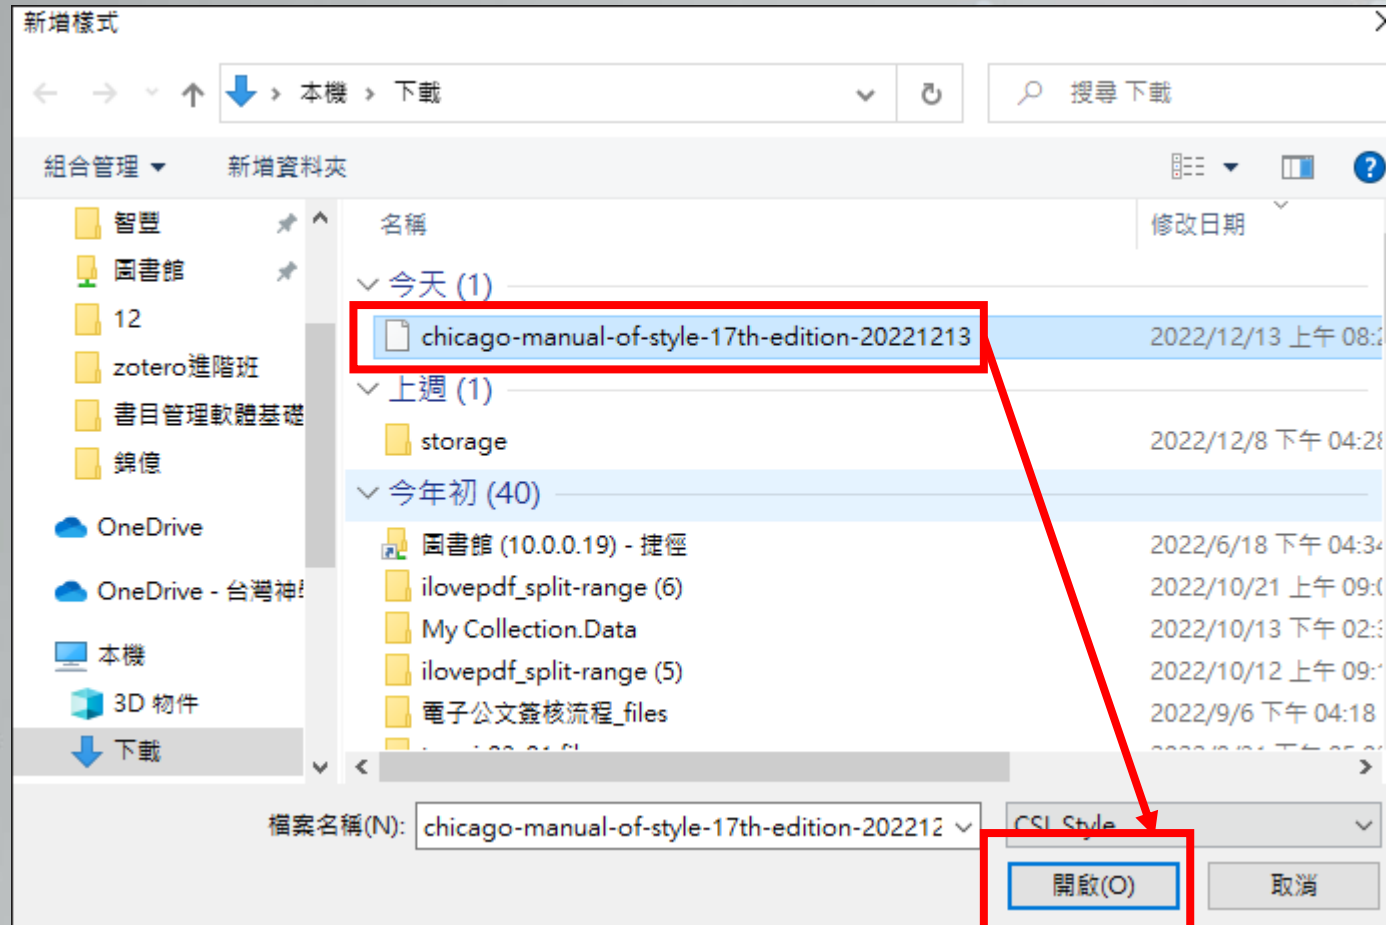 新增樣式
本機 › 下載
搜尋 下載
組合管理 新增資料夾
名稱 修改日期
智豐
圖書館
12
zotero進階班
書目管理軟體基礎
錦億
OneDrive
OneDrive - 台灣神
本機
3D 物件
下載
今天 (1)
chicago-manual-of-style-17th-edition-20221213 2022/12/13 上午 08:2
上週 (1)
storage 2022/12/8 下午 04:28
今年初 (40)
圖書館 (10.0.0.19) - 捷徑 2022/6/18 下午 04:34
ilovepdf_split-range (6) 2022/10/21 上午 09:0
My Collection.Data 2022/10/13 下午 02:3
ilovepdf_split-range (5) 2022/10/12 上午 09:1
電子公文簽核流程_files 2022/9/6 下午 04:18
檔案名稱(N): chicago-manual-of-style-17th-edition-202212 CSL Style
開啟(O) 取消